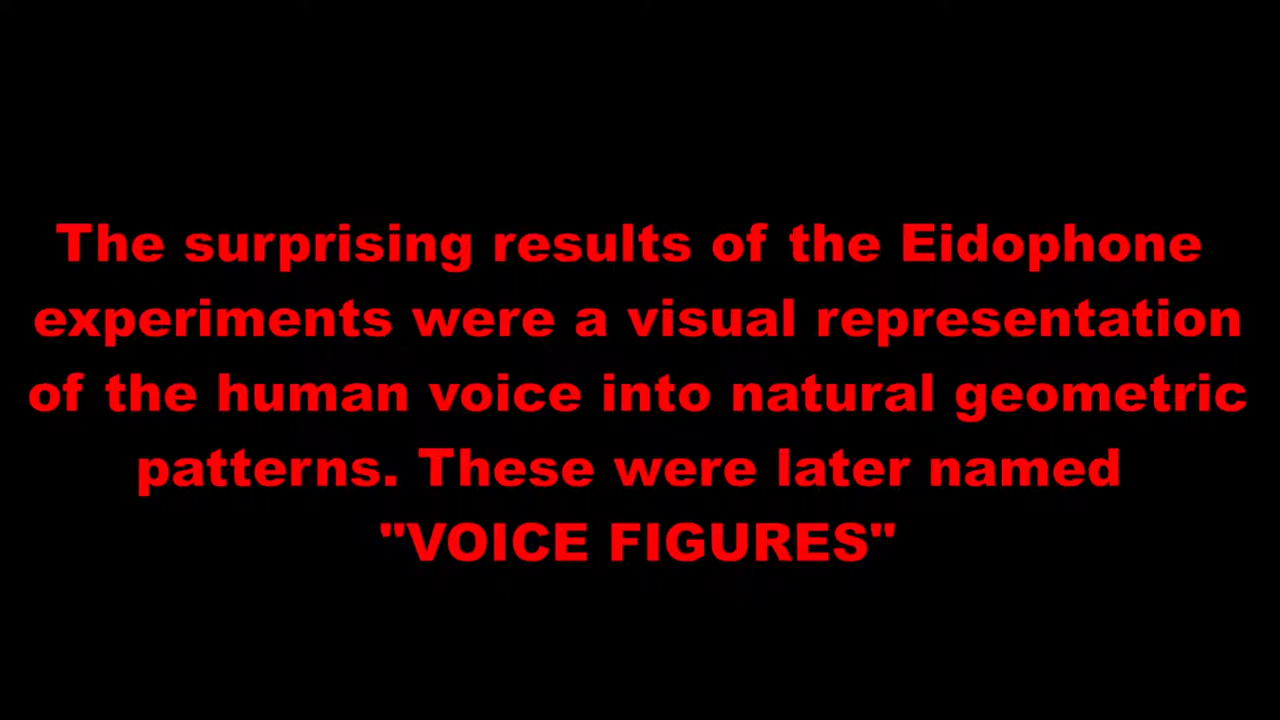 The surprising results of the Eidophone
experiments were a visual representation
of the human voice into natural geometric
patterns. These were later named
"VOICE FIGURES"